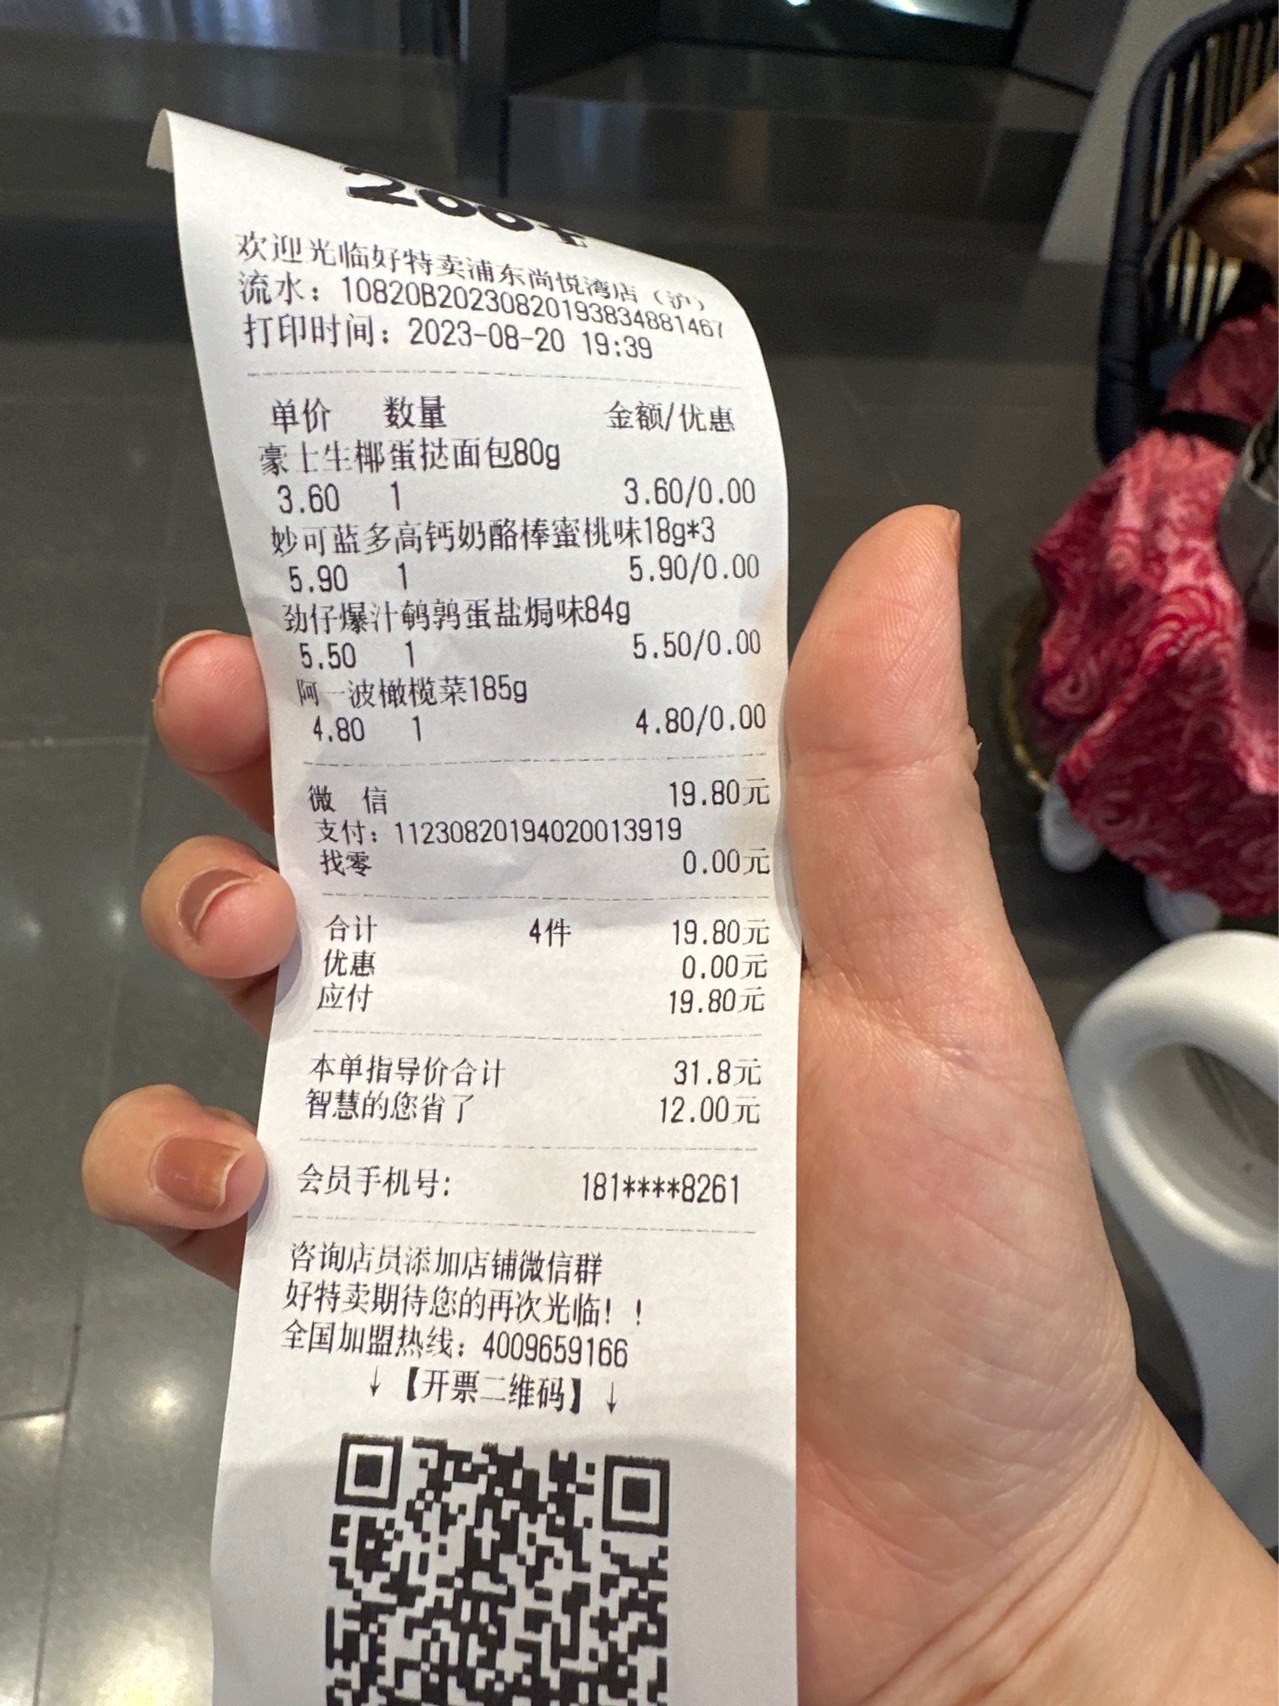 欢迎光临好特卖浦东尚悦湾店（沪）
流水：10820B20230820193834881467
打印时间：2023-08-20 19:39
单价 数量 金额/优惠
豪士生椰蛋挞面包80g
3.60 1 3.60/0.00
妙可蓝多高钙奶酪棒蜜桃味18g*3
5.90 1 5.90/0.00
劲仔爆汁鹌鹑蛋盐焗味84g
5.50 1 5.50/0.00
阿一波橄榄菜185g
4.80 1 4.80/0.00
微 信 19.80元
支付：11230820194020013919
找零 0.00元
合计 4件 19.80元
优惠 0.00元
应付 19.80元
本单指导价合计 31.8元
智慧的您省了 12.00元
会员手机号： 181****8261
咨询店员添加店铺微信群
好特卖期待您的再次光临！！
全国加盟热线：4009659166
↓【开票二维码】↓